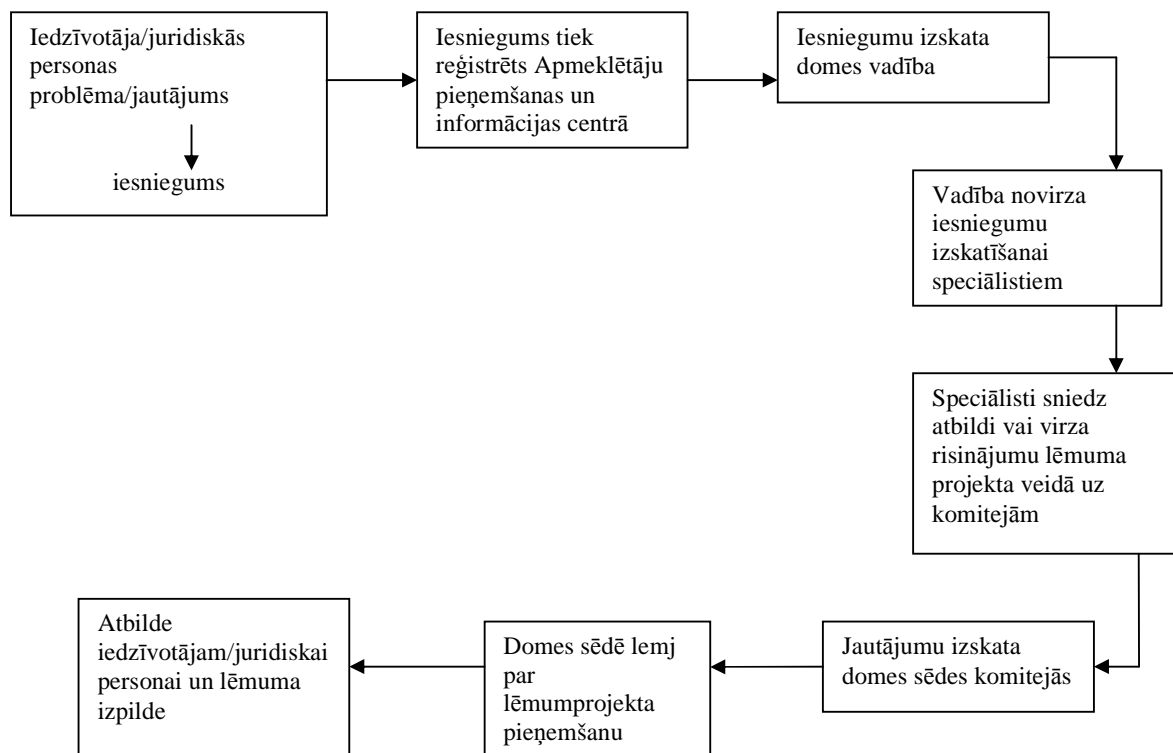 Iedzīvotāja/juridiskās
personas
problēma/jautājums
iesniegums
Iesniegums tiek
reģistrēts Apmeklētāju
pieņemšanas un
informācijas centrā
Iesniegumu izskata
domes vadība
Vadība novirza
iesniegumu
izskatīšanai
speciālistiem
Speciālisti sniedz
atbildi vai virza
risinājumu lēmuma
projekta veidā uz
komitejām
Jautājumu izskata
domes sēdes komitejās
Domes sēdē lemj
par
lēmumprojekta
pieņemšanu
Atbilde
iedzīvotājam/juridiskai
personai un lēmuma
izpilde